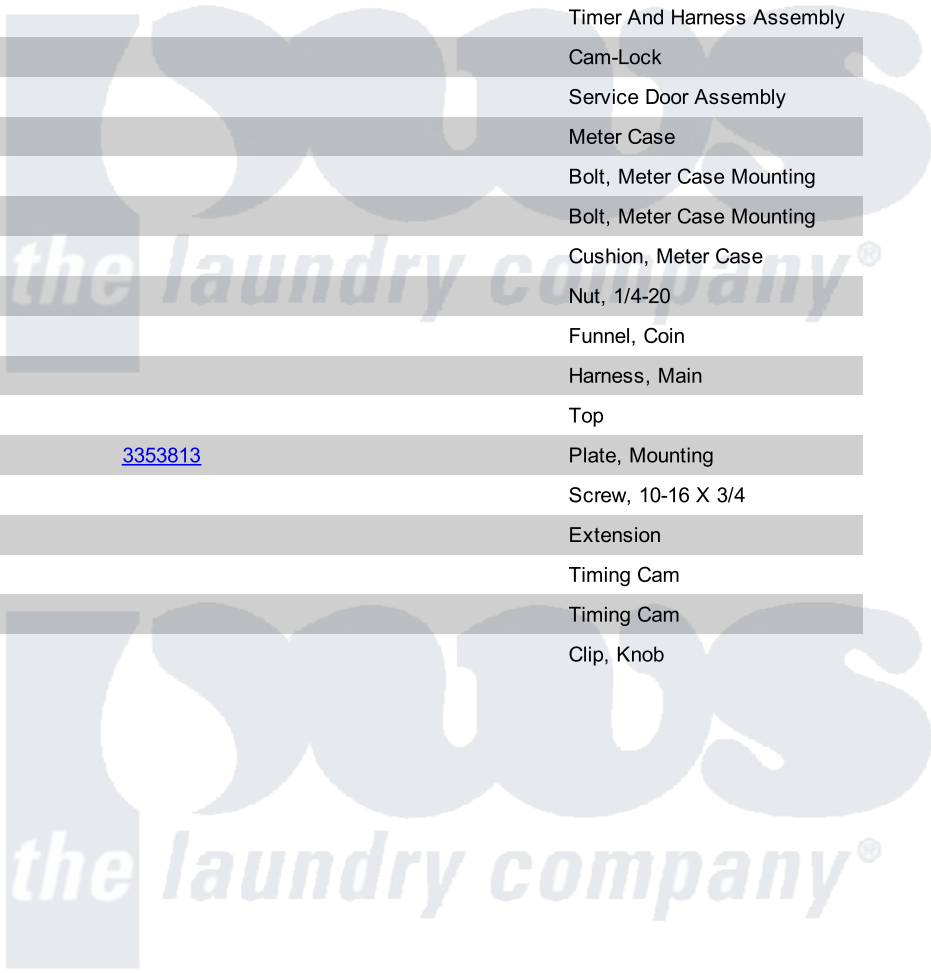 Timer And Harness Assembly
Cam-Lock
Service Door Assembly
Meter Case
Bolt, Meter Case Mounting
Bolt, Meter Case Mounting
Cushion, Meter Case
the laundry company®
Nut, 1/4-20
Funnel, Coin
Harness, Main
Top
3353813 Plate, Mounting
Screw, 10-16 X 3/4
Extension
Timing Cam
Timing Cam
Clip, Knob
pws
the laundry company®